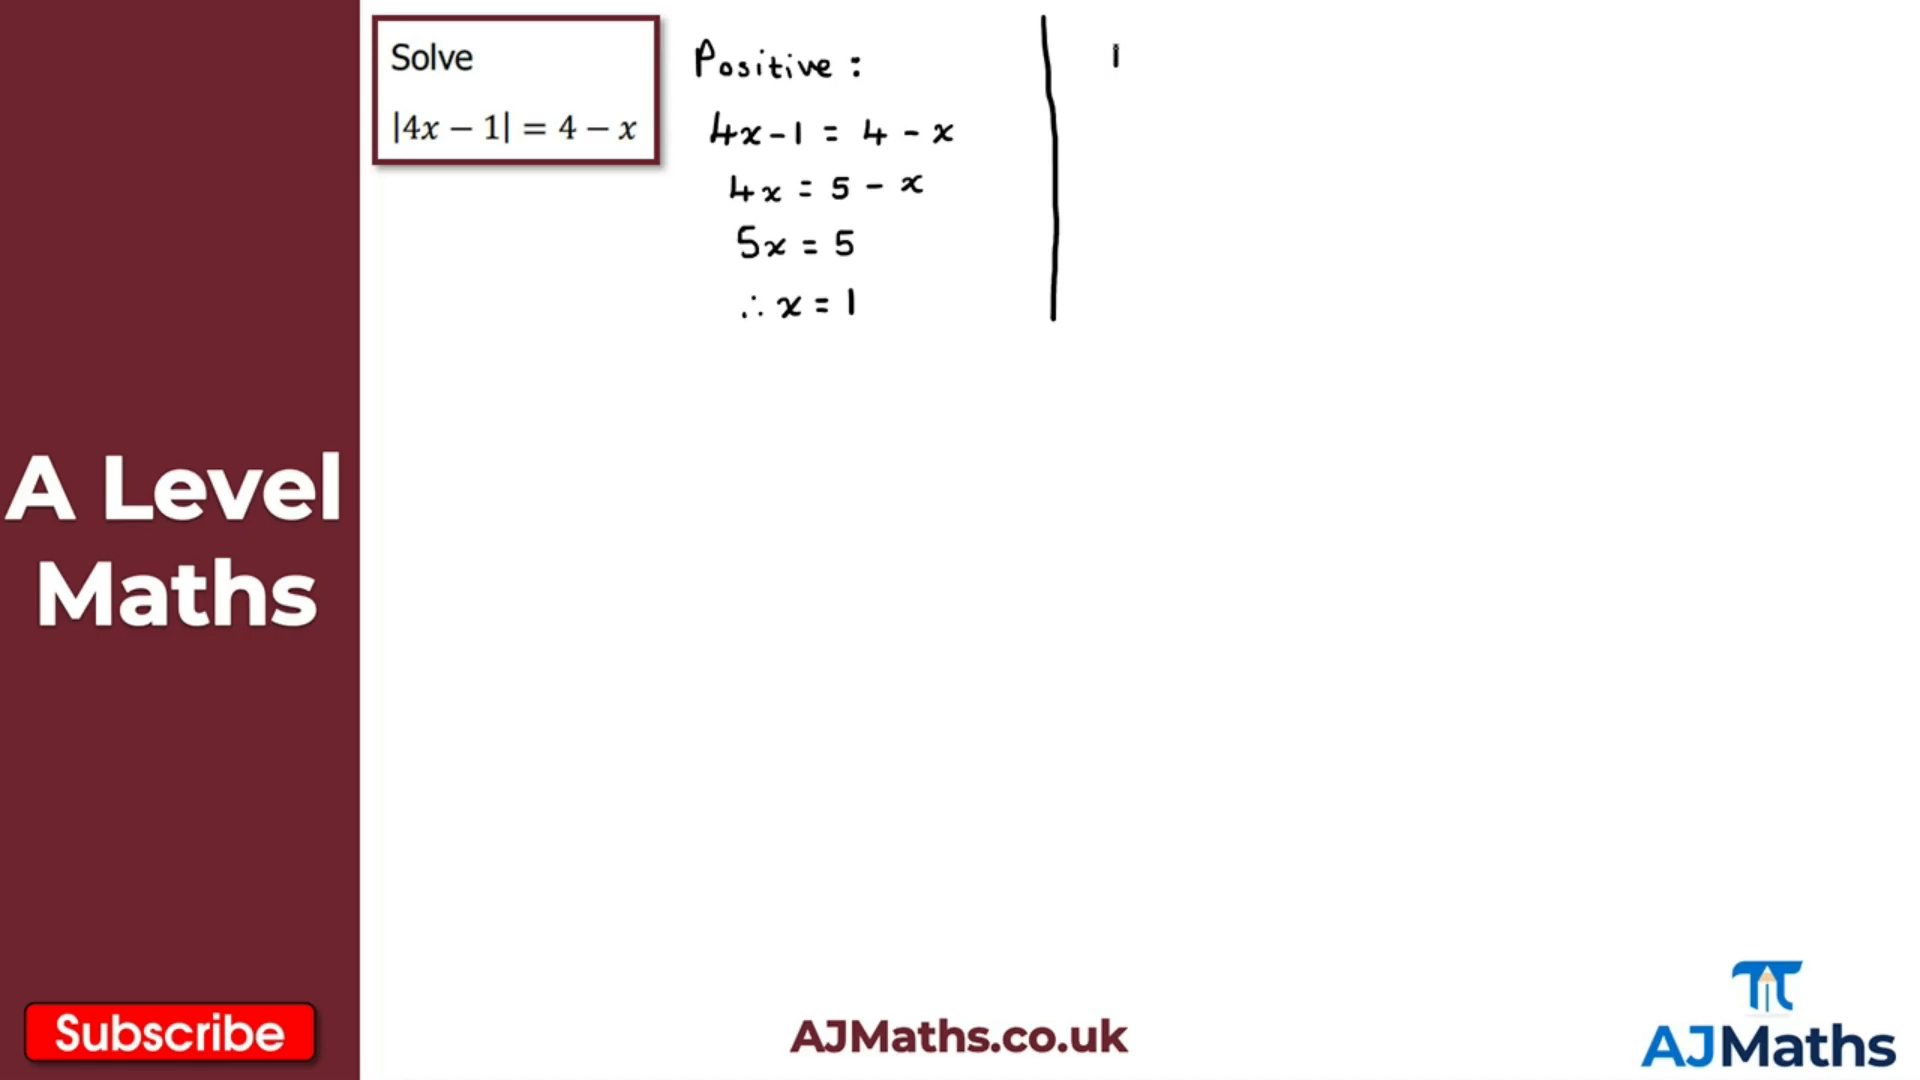 Solve
|4x − 1| = 4 − x
Positive :
4x - 1 = 4 - x
4x = 5 - x
5x = 5
∴ x = 1
A Level
Maths
Subscribe
AJMaths.co.uk
AJMaths